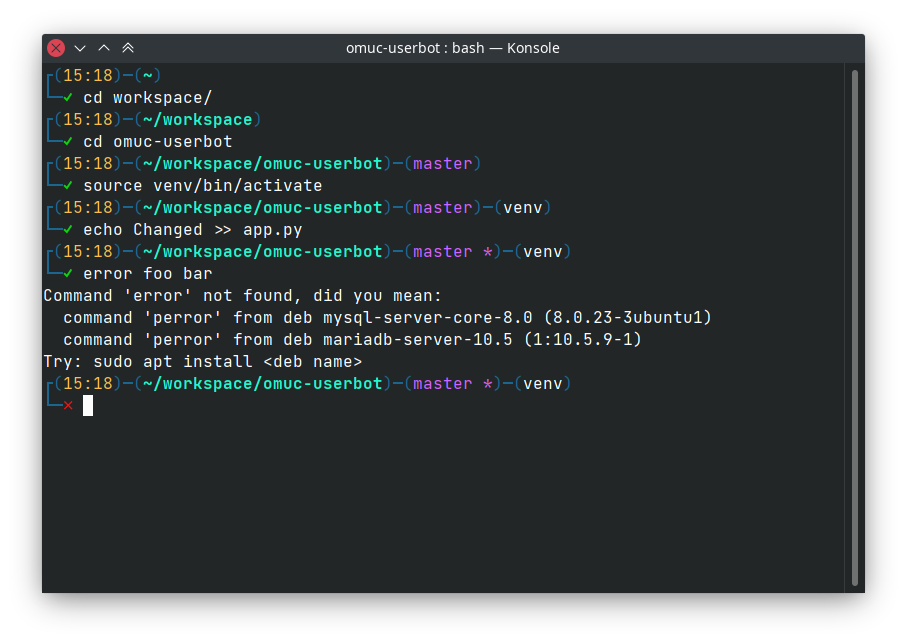 omuc-userbot : bash — Konsole
┌(15:18)─(~)
└─✔ cd workspace/
┌(15:18)─(~/workspace)
└─✔ cd omuc-userbot
┌(15:18)─(~/workspace/omuc-userbot)─(master)
└─✔ source venv/bin/activate
┌(15:18)─(~/workspace/omuc-userbot)─(master)─(venv)
└─✔ echo Changed >> app.py
┌(15:18)─(~/workspace/omuc-userbot)─(master *)─(venv)
└─✔ error foo bar
Command 'error' not found, did you mean:
  command 'perror' from deb mysql-server-core-8.0 (8.0.23-3ubuntu1)
  command 'perror' from deb mariadb-server-10.5 (1:10.5.9-1)
Try: sudo apt install <deb name>
┌(15:18)─(~/workspace/omuc-userbot)─(master *)─(venv)
└─✕